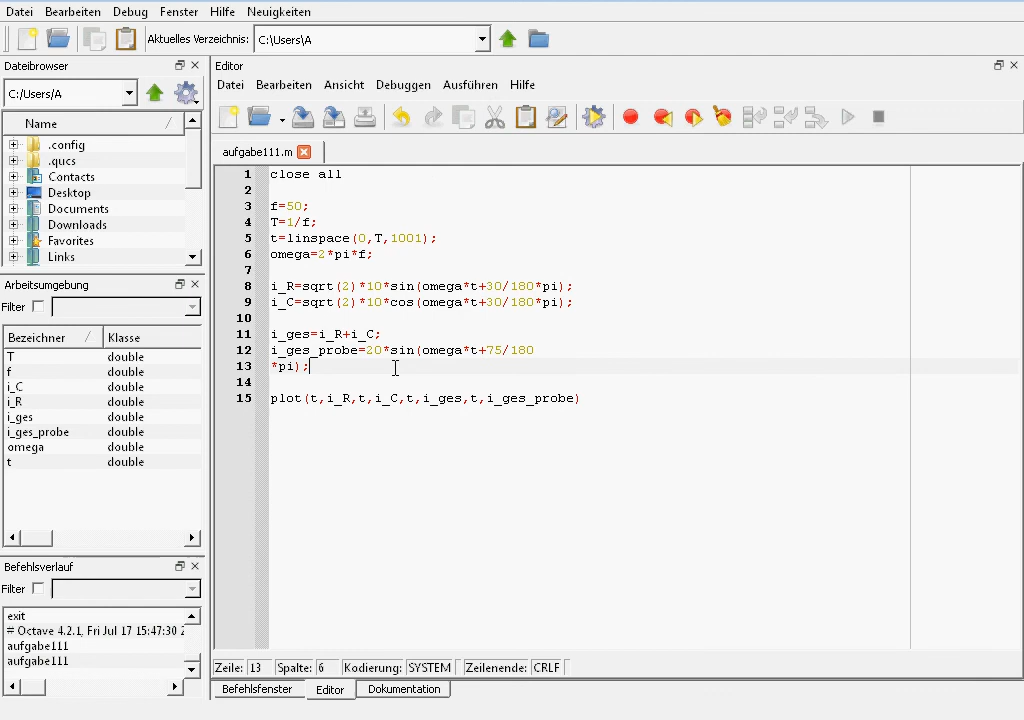 Datei Bearbeiten Debug Fenster Hilfe Neuigkeiten
Aktuelles Verzeichnis: C:\Users\A
Dateibrowser
C:/Users/A
Name
.config
.qucs
Contacts
Desktop
Documents
Downloads
Favorites
Links
Arbeitsumgebung
Filter
Bezeichner Klasse
T double
f double
i_C double
i_R double
i_ges double
i_ges_probe double
omega double
t double
Befehlsverlauf
Filter
exit
# Octave 4.2.1, Fri Jul 17 15:47:30 2
aufgabe111
aufgabe111
Editor
Datei Bearbeiten Ansicht Debuggen Ausführen Hilfe
aufgabe111.m
1 close all
2
3 f=50;
4 T=1/f;
5 t=linspace(0,T,1001);
6 omega=2*pi*f;
7
8 i_R=sqrt(2)*10*sin(omega*t+30/180*pi);
9 i_C=sqrt(2)*10*cos(omega*t+30/180*pi);
10
11 i_ges=i_R+i_C;
12 i_ges_probe=20*sin(omega*t+75/180
13 *pi);
14
15 plot(t,i_R,t,i_C,t,i_ges,t,i_ges_probe)
Zeile: 13 Spalte: 6 Kodierung: SYSTEM Zeilenende: CRLF
Befehlsfenster Editor Dokumentation